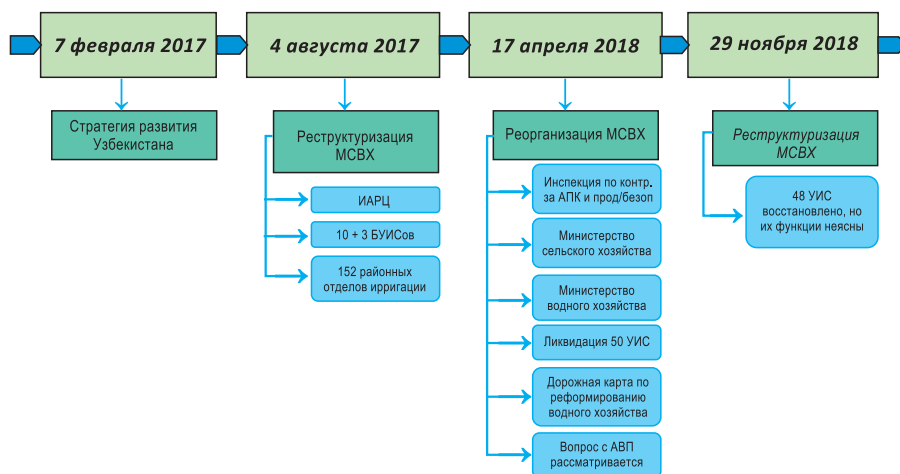 7 февраля 2017
4 августа 2017
17 апреля 2018
29 ноября 2018
Стратегия развития
Узбекистана
Реструктуризация
МСВХ
ИАРЦ
10 + 3 БУИСов
152 районных
отделов ирригации
Реорганизация МСВХ
Инспекция по контр.
за АПК и прод/безоп
Министерство
сельского хозяйства
Министерство
водного хозяйства
Ликвидация 50 УИС
Дорожная карта по
реформированию
водного хозяйства
Вопрос с АВП
рассматривается
Реструктуризация
МСВХ
48 УИС
восстановлено, но
их функции неясны